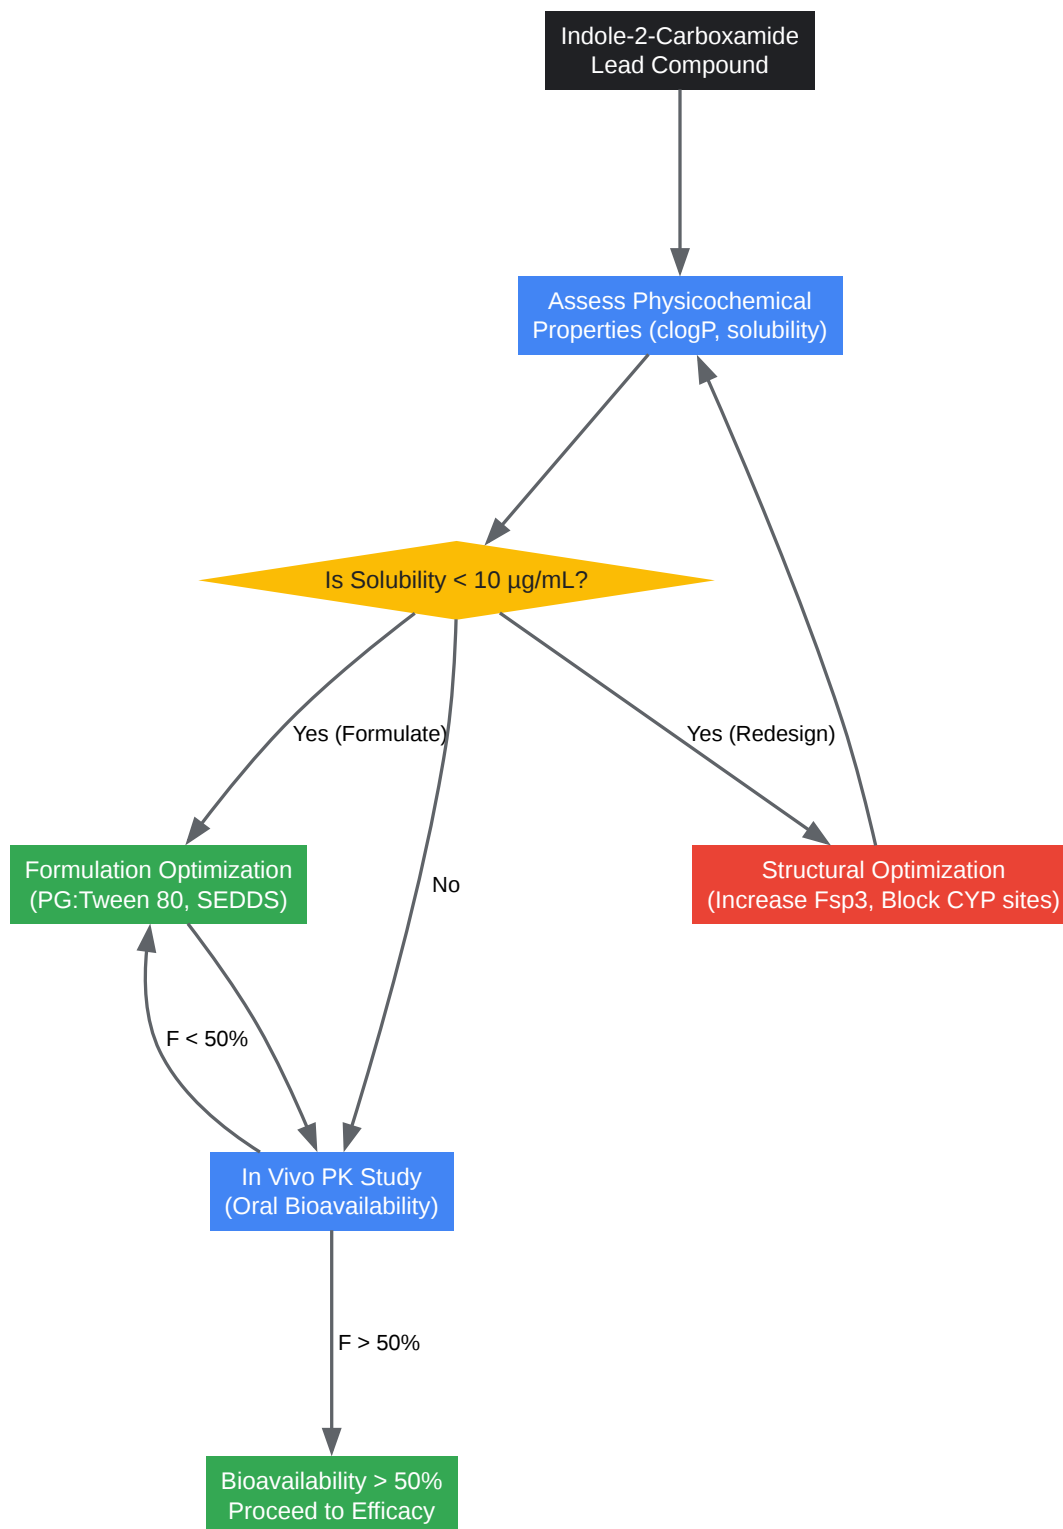 Indole-2-Carboxamide
Lead Compound
Assess Physicochemical
Properties (clogP, solubility)
Is Solubility < 10 µg/mL?
Yes (Formulate)
Yes (Redesign)
No
Formulation Optimization
(PG:Tween 80, SEDDS)
Structural Optimization
(Increase Fsp3, Block CYP sites)
F < 50%
In Vivo PK Study
(Oral Bioavailability)
F > 50%
Bioavailability > 50%
Proceed to Efficacy